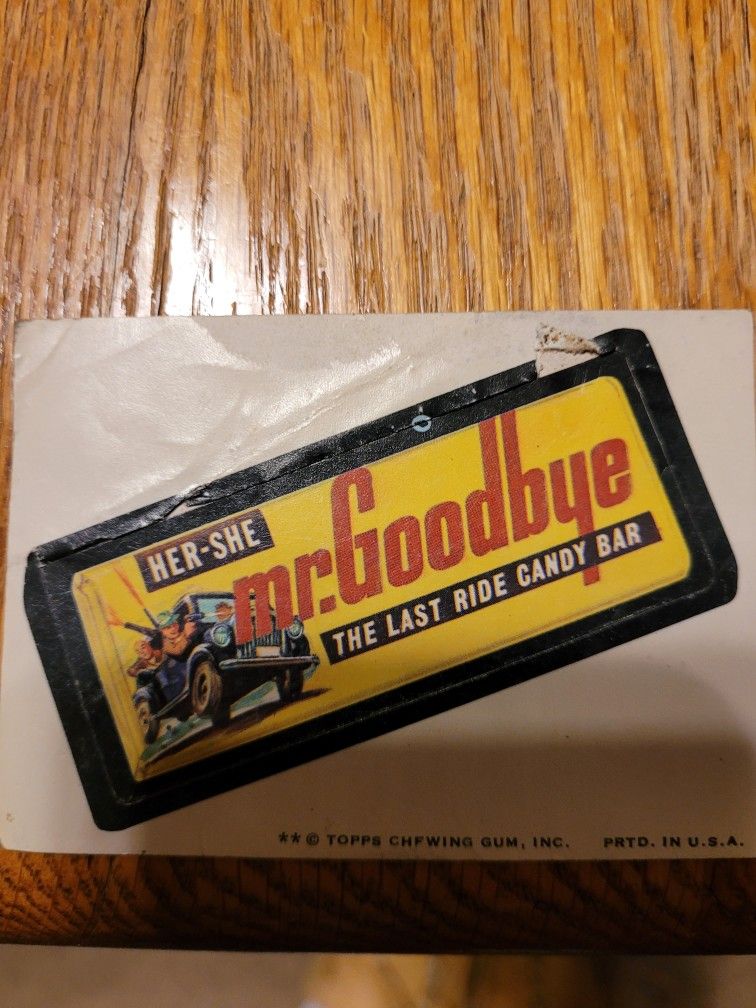 HER-SHE
mr. Goodbye
THE LAST RIDE CANDY BAR
** © TOPPS CHEWING GUM, INC. PRTD. IN U.S.A.